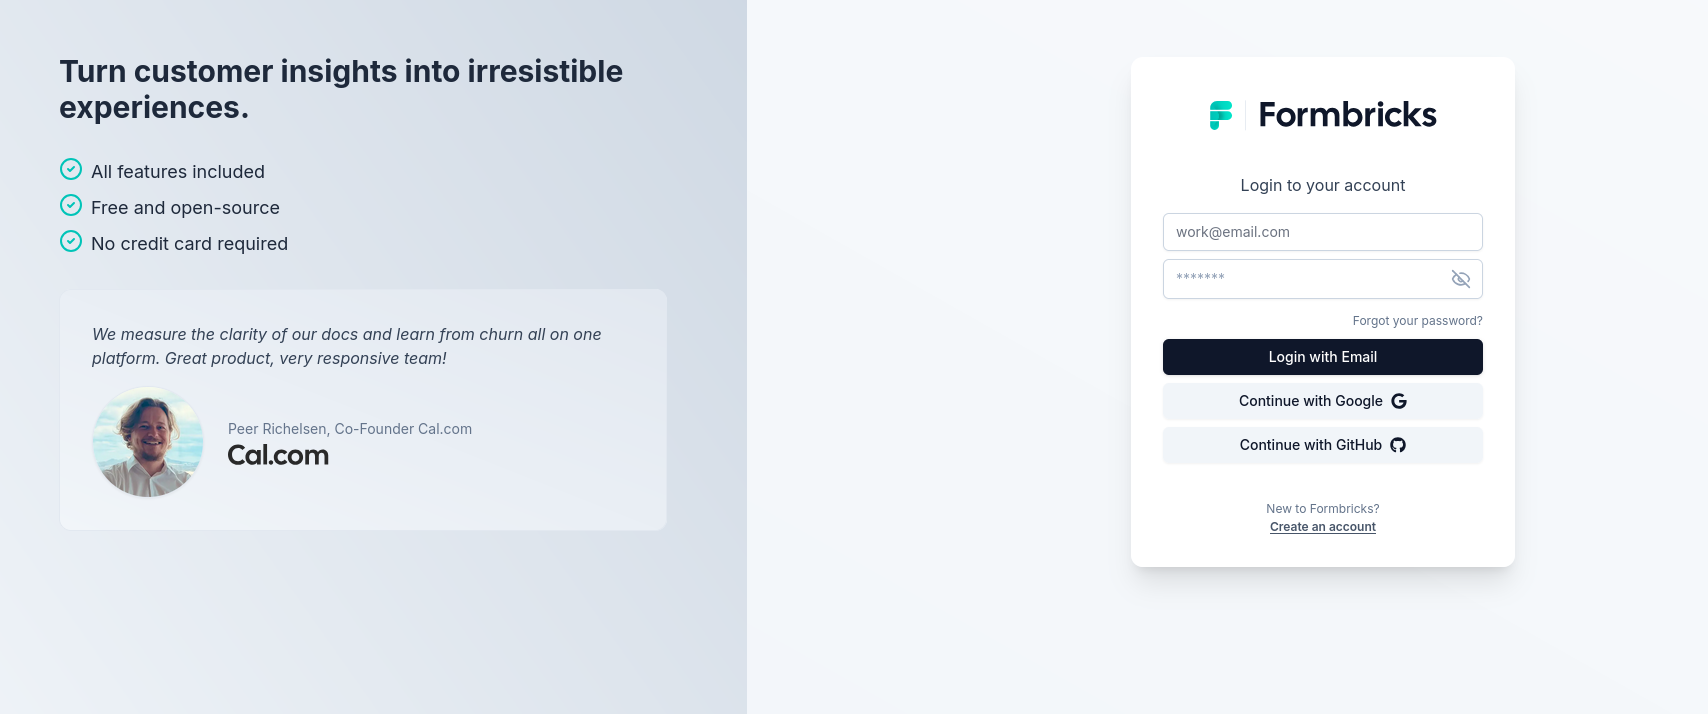 Turn customer insights into irresistible
experiences.
All features included
Free and open-source
No credit card required
We measure the clarity of our docs and learn from churn all on one
platform. Great product, very responsive team!
Peer Richelsen, Co-Founder Cal.com
Cal.com
Formbricks
Login to your account
work@email.com
*******
Forgot your password?
Login with Email
Continue with Google
Continue with GitHub
New to Formbricks?
Create an account